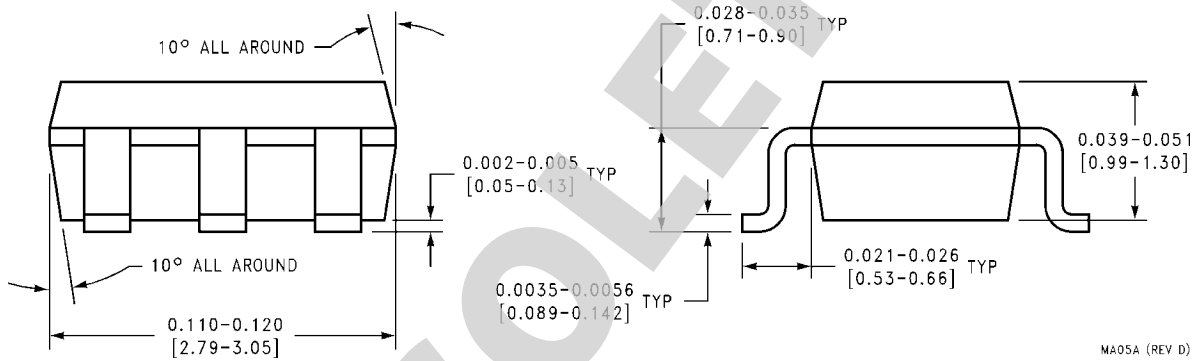 10° ALL AROUND
0.028-0.035 TYP
[0.71-0.90]
0.002-0.005 TYP
[0.05-0.13]
0.039-0.051
[0.99-1.30]
10° ALL AROUND
0.021-0.026 TYP
[0.53-0.66]
0.0035-0.0056 TYP
[0.089-0.142]
0.110-0.120
[2.79-3.05]
MA05A (REV D)